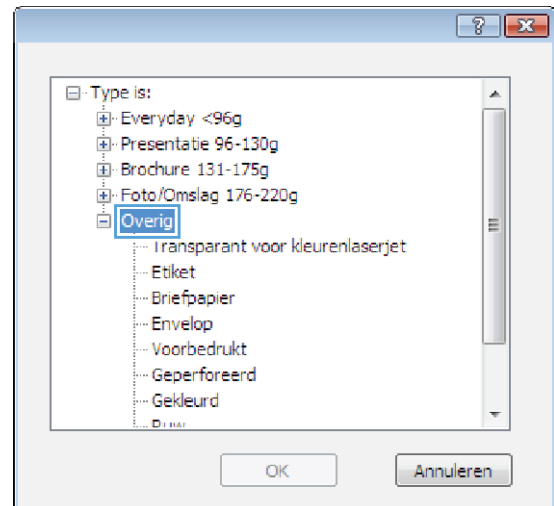 ?
Type is:
Everyday <96g
Presentatie 96-130g
Brochure 131-175g
Foto/Omslag 176-220g
Overig
Transparant voor kleurenlaserjet
Etiket
Briefpapier
Envelop
Voorbedrukt
Geperforeerd
Gekleurd
Ruw
OK
Annuleren